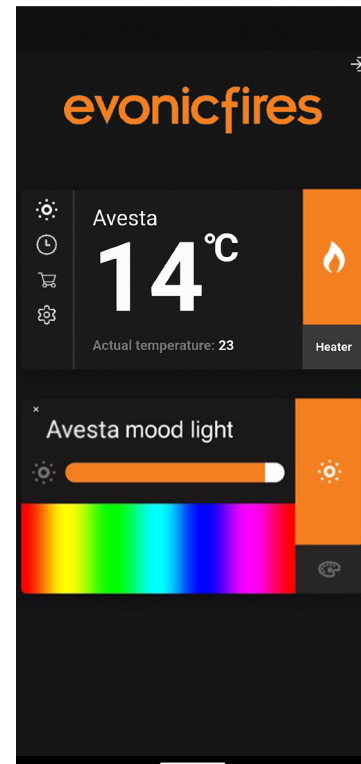 evonicfires
Avesta
14°C
Actual temperature: 23
Heater
Avesta mood light